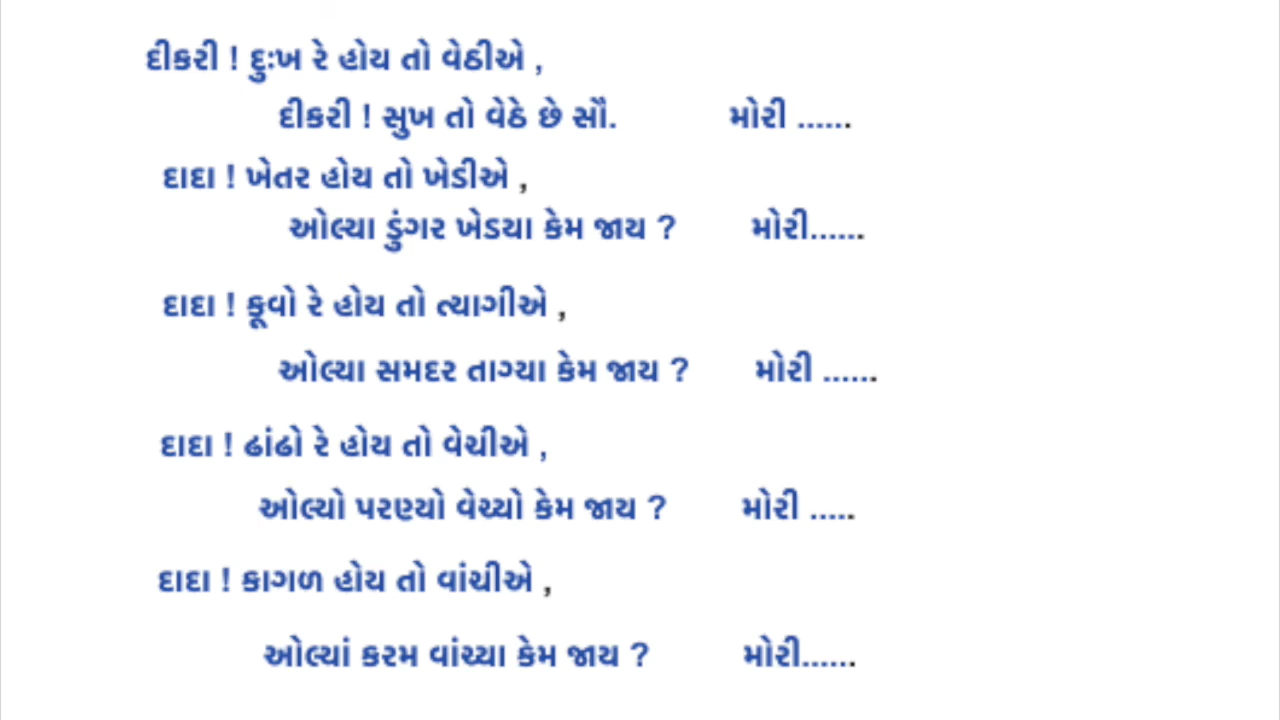 દીકરી ! દુઃખ રે હોય તો વેઠીએ ,
દીકરી ! સુખ તો વેઠે છે સૌ. મોરી ......
દાદા ! ખેતર હોય તો ખેડીએ ,
ઓલ્યા ડુંગર ખેડયા કેમ જાય ? મોરી......
દાદા ! કૂવો રે હોય તો ત્યાગીએ ,
ઓલ્યા સમદર તાગ્યા કેમ જાય ? મોરી ......
દાદા ! ઢાંઢો રે હોય તો વેચીએ ,
ઓલ્યો પરણ્યો વેચ્યો કેમ જાય ? મોરી .....
દાદા ! કાગળ હોય તો વાંચીએ ,
ઓલ્યાં કરમ વાંચ્યા કેમ જાય ? મોરી......